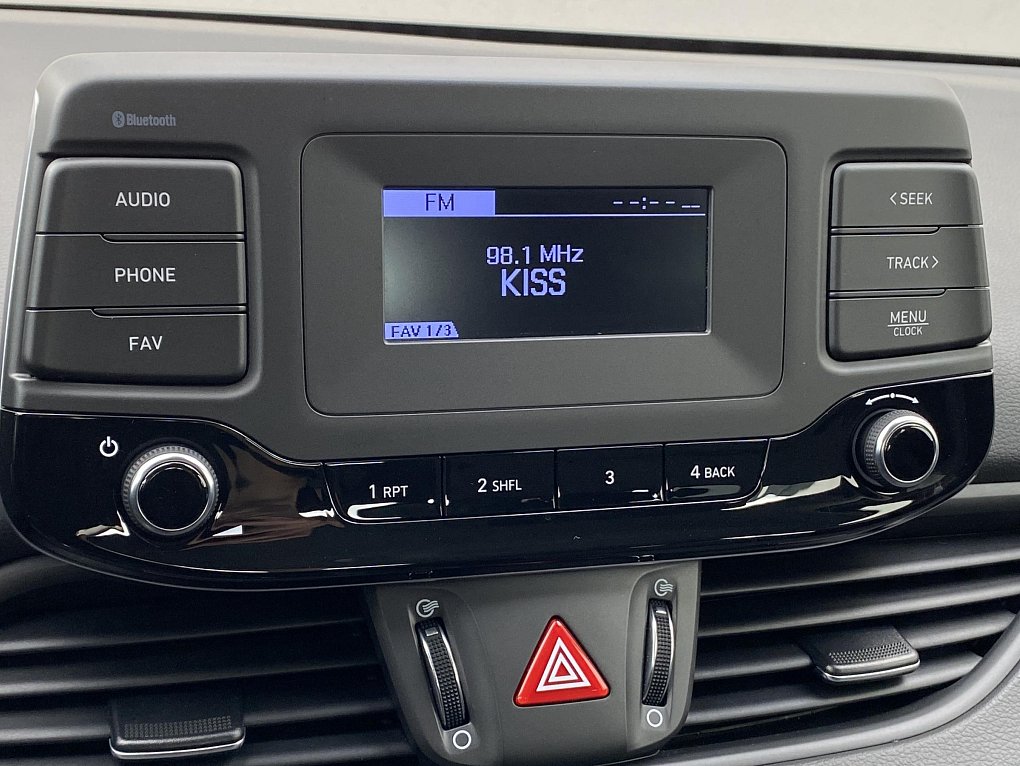 Bluetooth
AUDIO
PHONE
FAV
FM --:-- __
98.1 MHz
KISS
FAV 1/3
< SEEK
TRACK >
MENU
CLOCK
1 RPT
2 SHFL
3
4 BACK